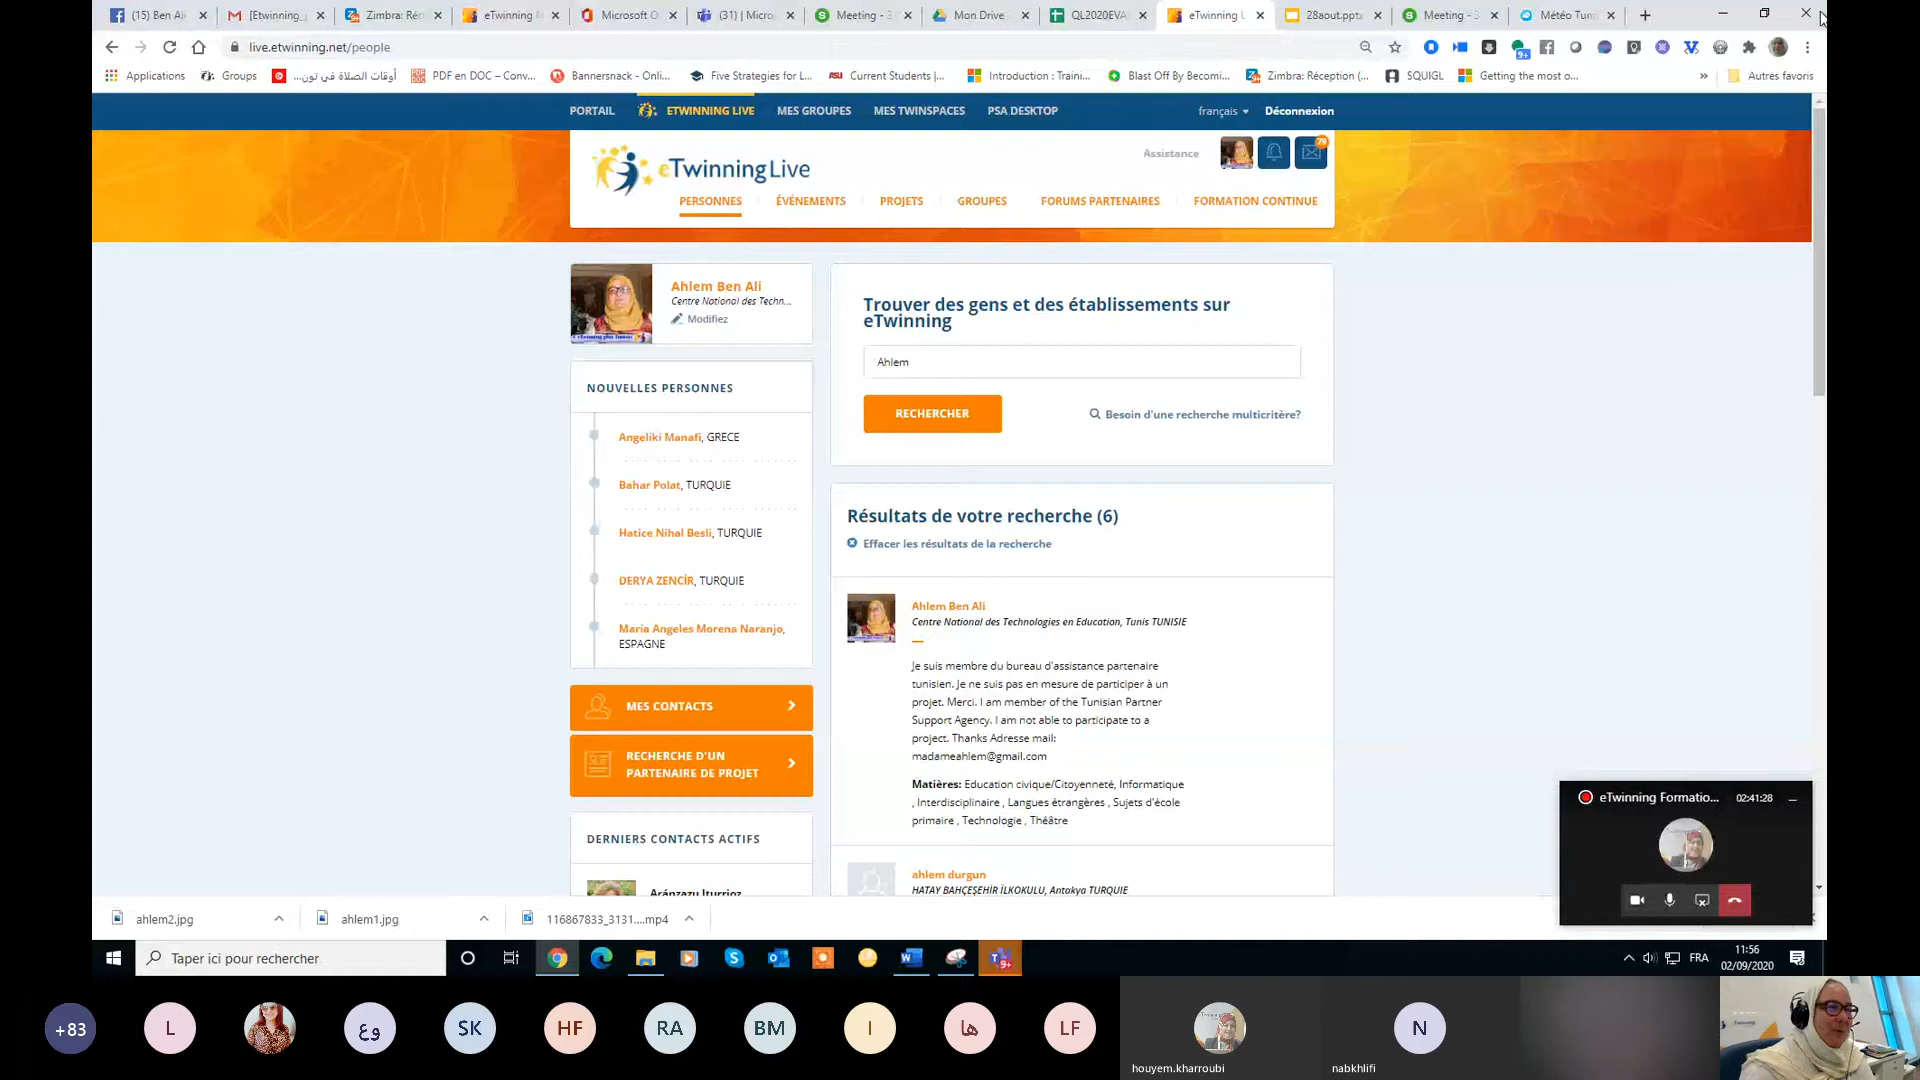 (15) Ben Ali
[Etwinning_
Zimbra: Réc
eTwinning
Microsoft O
(31) | Micro
Meeting - 3
Mon Drive
QL2020EVA
eTwinning L
28aout.pptx
Meeting - 3
Météo Tun
live.etwinning.net/people
Applications
Groups
أوقات الصلاة في تون...
PDF en DOC – Conv...
Bannersnack - Onli...
Five Strategies for L...
ASU Current Students |...
Introduction : Traini...
Blast Off By Becomi...
Zimbra: Réception (...
SQUIGL
Getting the most o...
»
Autres favoris
PORTAIL
ETWINNING LIVE
MES GROUPES
MES TWINSPACES
PSA DESKTOP
français
Déconnexion
Assistance
79
eTwinningLive
PERSONNES
ÉVÉNEMENTS
PROJETS
GROUPES
FORUMS PARTENAIRES
FORMATION CONTINUE
Ahlem Ben Ali
Centre National des Techn...
Modifiez
NOUVELLES PERSONNES
Angeliki Manafi, GRECE
Bahar Polat, TURQUIE
Hatice Nihal Besli, TURQUIE
DERYA ZENCİR, TURQUIE
Maria Angeles Morena Naranjo,
ESPAGNE
MES CONTACTS
RECHERCHE D'UN
PARTENAIRE DE PROJET
DERNIERS CONTACTS ACTIFS
Aránzazu Iturrioz
Trouver des gens et des établissements sur
eTwinning
Ahlem
RECHERCHER
Besoin d'une recherche multicritère?
Résultats de votre recherche (6)
Effacer les résultats de la recherche
Ahlem Ben Ali
Centre National des Technologies en Education, Tunis TUNISIE
Je suis membre du bureau d'assistance partenaire
tunisien. Je ne suis pas en mesure de participer à un
projet. Merci. I am member of the Tunisian Partner
Support Agency. I am not able to participate to a
project. Thanks Adresse mail:
madameahlem@gmail.com
Matières: Education civique/Citoyenneté, Informatique
, Interdisciplinaire , Langues étrangères , Sujets d'école
primaire , Technologie , Théâtre
ahlem durgun
HATAY BAHÇEŞEHİR İLKOKULU, Antakya TURQUIE
eTwinning Formatio...
02:41:28
ahlem2.jpg
ahlem1.jpg
116867833_3131....mp4
Taper ici pour rechercher
FRA
11:56
02/09/2020
+83
L
وع
SK
HF
RA
BM
I
ها
LF
houyem.kharroubi
N
nabkhlifi